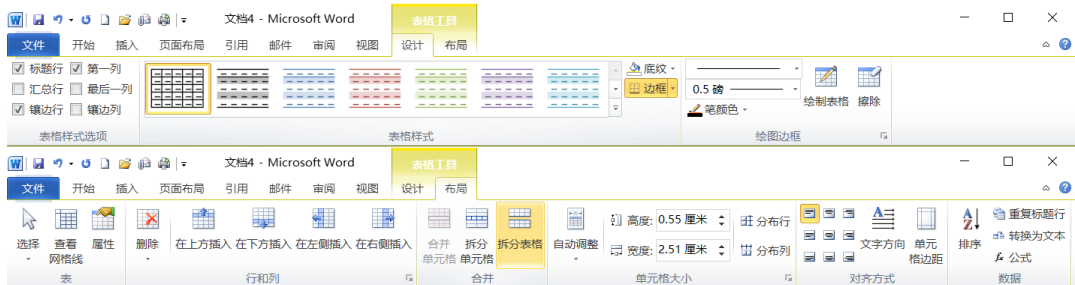 文档4 - Microsoft Word 表格工具
文件 开始 插入 页面布局 引用 邮件 审阅 视图 设计 布局
标题行 第一列 底纹
汇总行 最后一列 边框 0.5 磅
镶边行 镶边列 笔颜色 绘制表格 擦除
表格样式选项 表格样式 绘图边框
文档4 - Microsoft Word 表格工具
文件 开始 插入 页面布局 引用 邮件 审阅 视图 设计 布局
高度: 0.55 厘米 分布行 重复标题行
选择 查看 属性 删除 在上方插入 在下方插入 在左侧插入 在右侧插入 合并 拆分 拆分表格 自动调整 文字方向 单元 排序 转换为文本
网格线 单元格 单元格 宽度: 2.51 厘米 分布列 格边距 公式
表 行和列 合并 单元格大小 对齐方式 数据